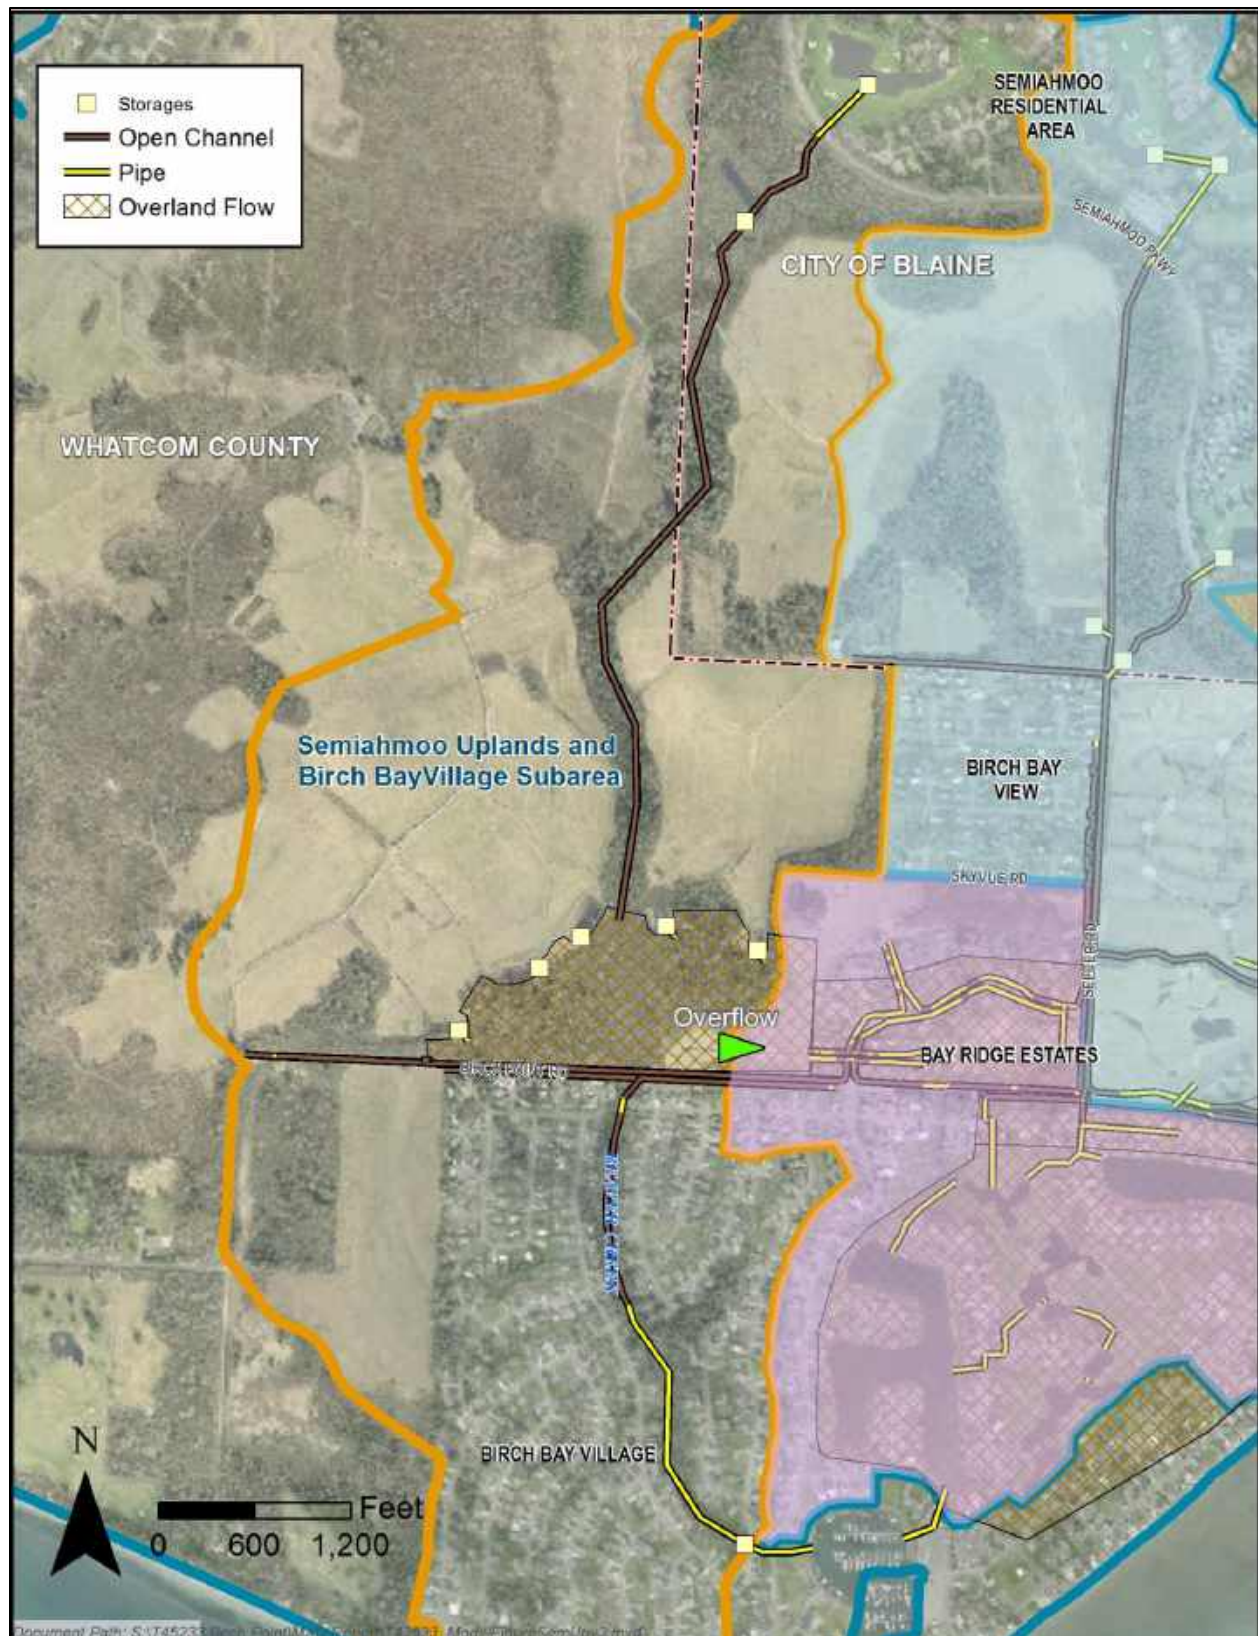 Storages
Open Channel
Pipe
Overland Flow
SEMIAHMOO
RESIDENTIAL
AREA
SEMIAHMOO PKWY
CITY OF BLAINE
WHATCOM COUNTY
Semiahmoo Uplands and
Birch BayVillage Subarea
BIRCH BAY
VIEW
SKYVUE RD
Overflow
BAY RIDGE ESTATES
BIRCH BAY VILLAGE
N
Feet
0 600 1,200
Document Path: